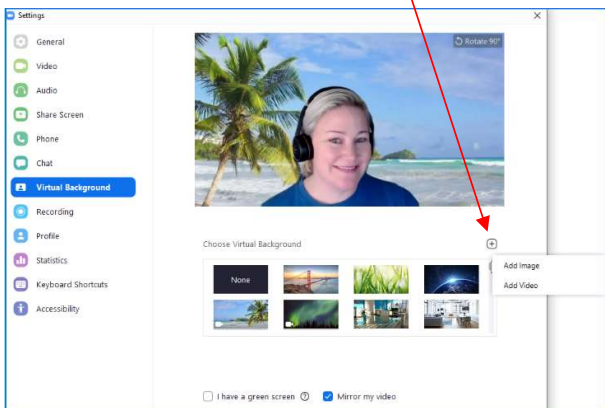 Settings
Rotate 90°
General
Video
Audio
Share Screen
Phone
Chat
Virtual Background
Recording
Profile
Statistics
Keyboard Shortcuts
Accessibility
Choose Virtual Background
Add Image
Add Video
None
I have a green screen
Mirror my video